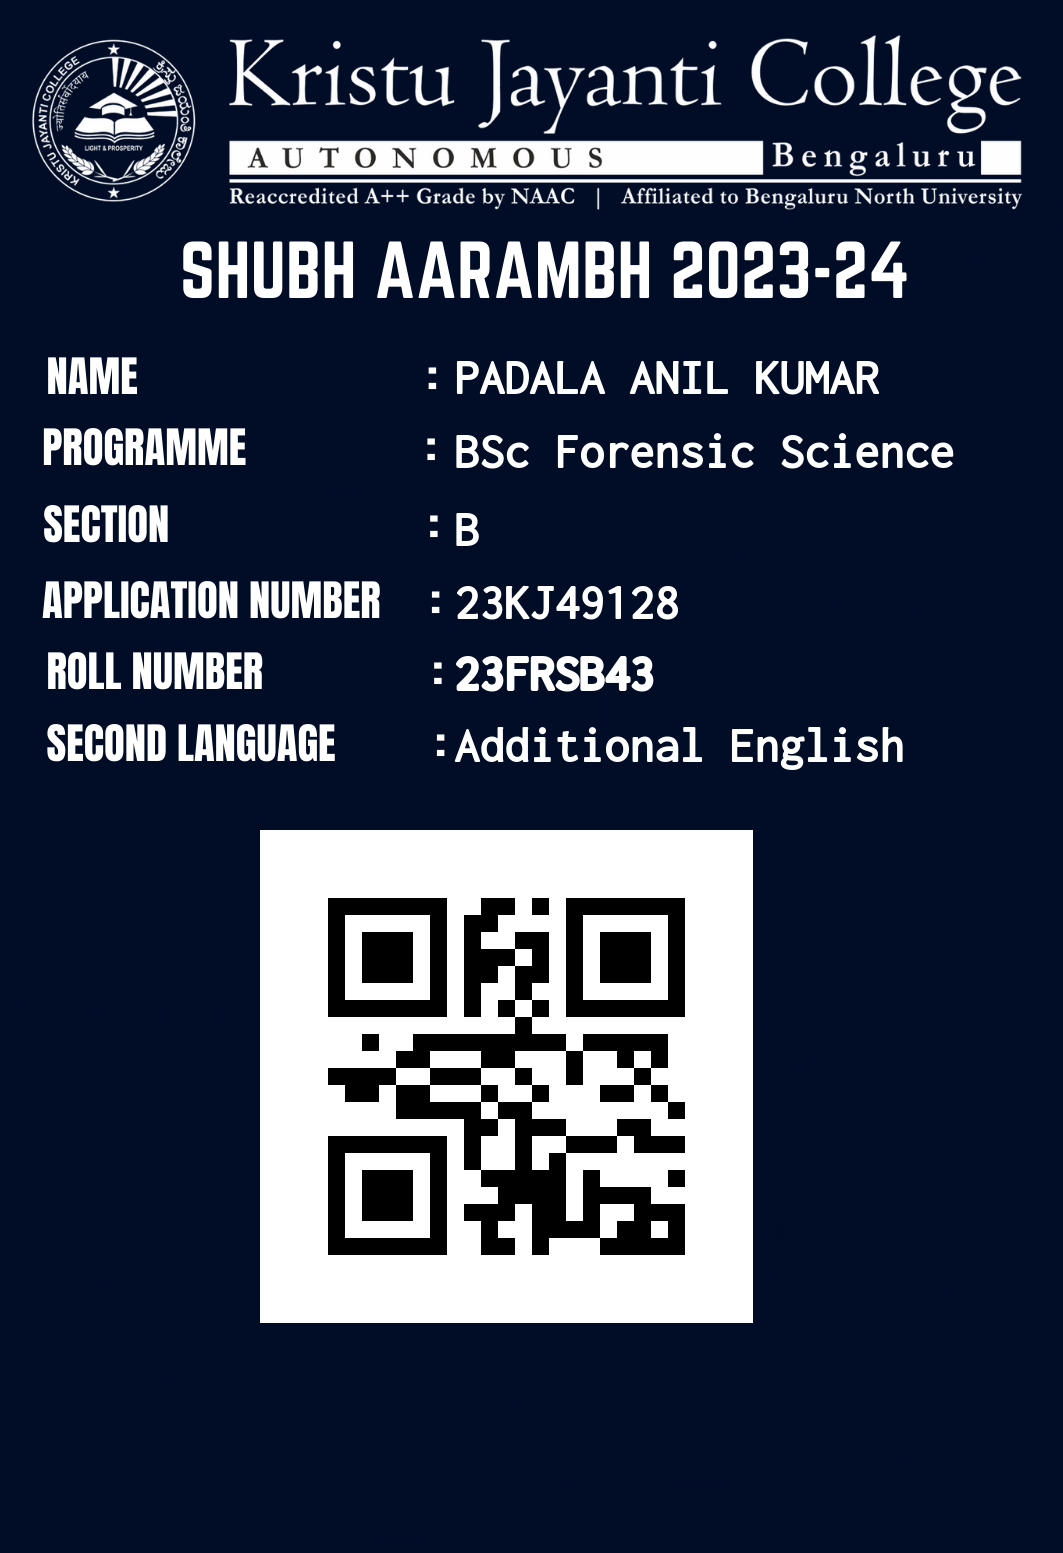 KRISTU JAYANTI COLLEGE
ಕ್ರಿಸ್ತು ಜಯಂತಿ ಕಾಲೇಜು
LIGHT & PROSPERITY
Kristu Jayanti College
AUTONOMOUS Bengaluru
Reaccredited A++ Grade by NAAC | Affiliated to Bengaluru North University
SHUBH AARAMBH 2023-24
NAME : PADALA ANIL KUMAR
PROGRAMME : BSc Forensic Science
SECTION : B
APPLICATION NUMBER : 23KJ49128
ROLL NUMBER : 23FRSB43
SECOND LANGUAGE : Additional English